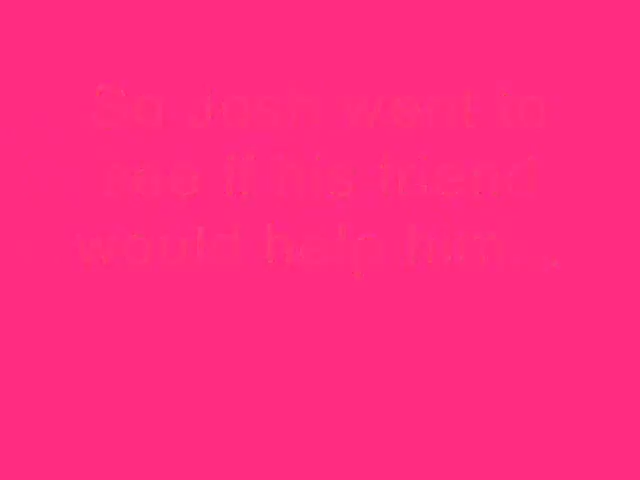 So Josh went to
see if his friend
would help him. .